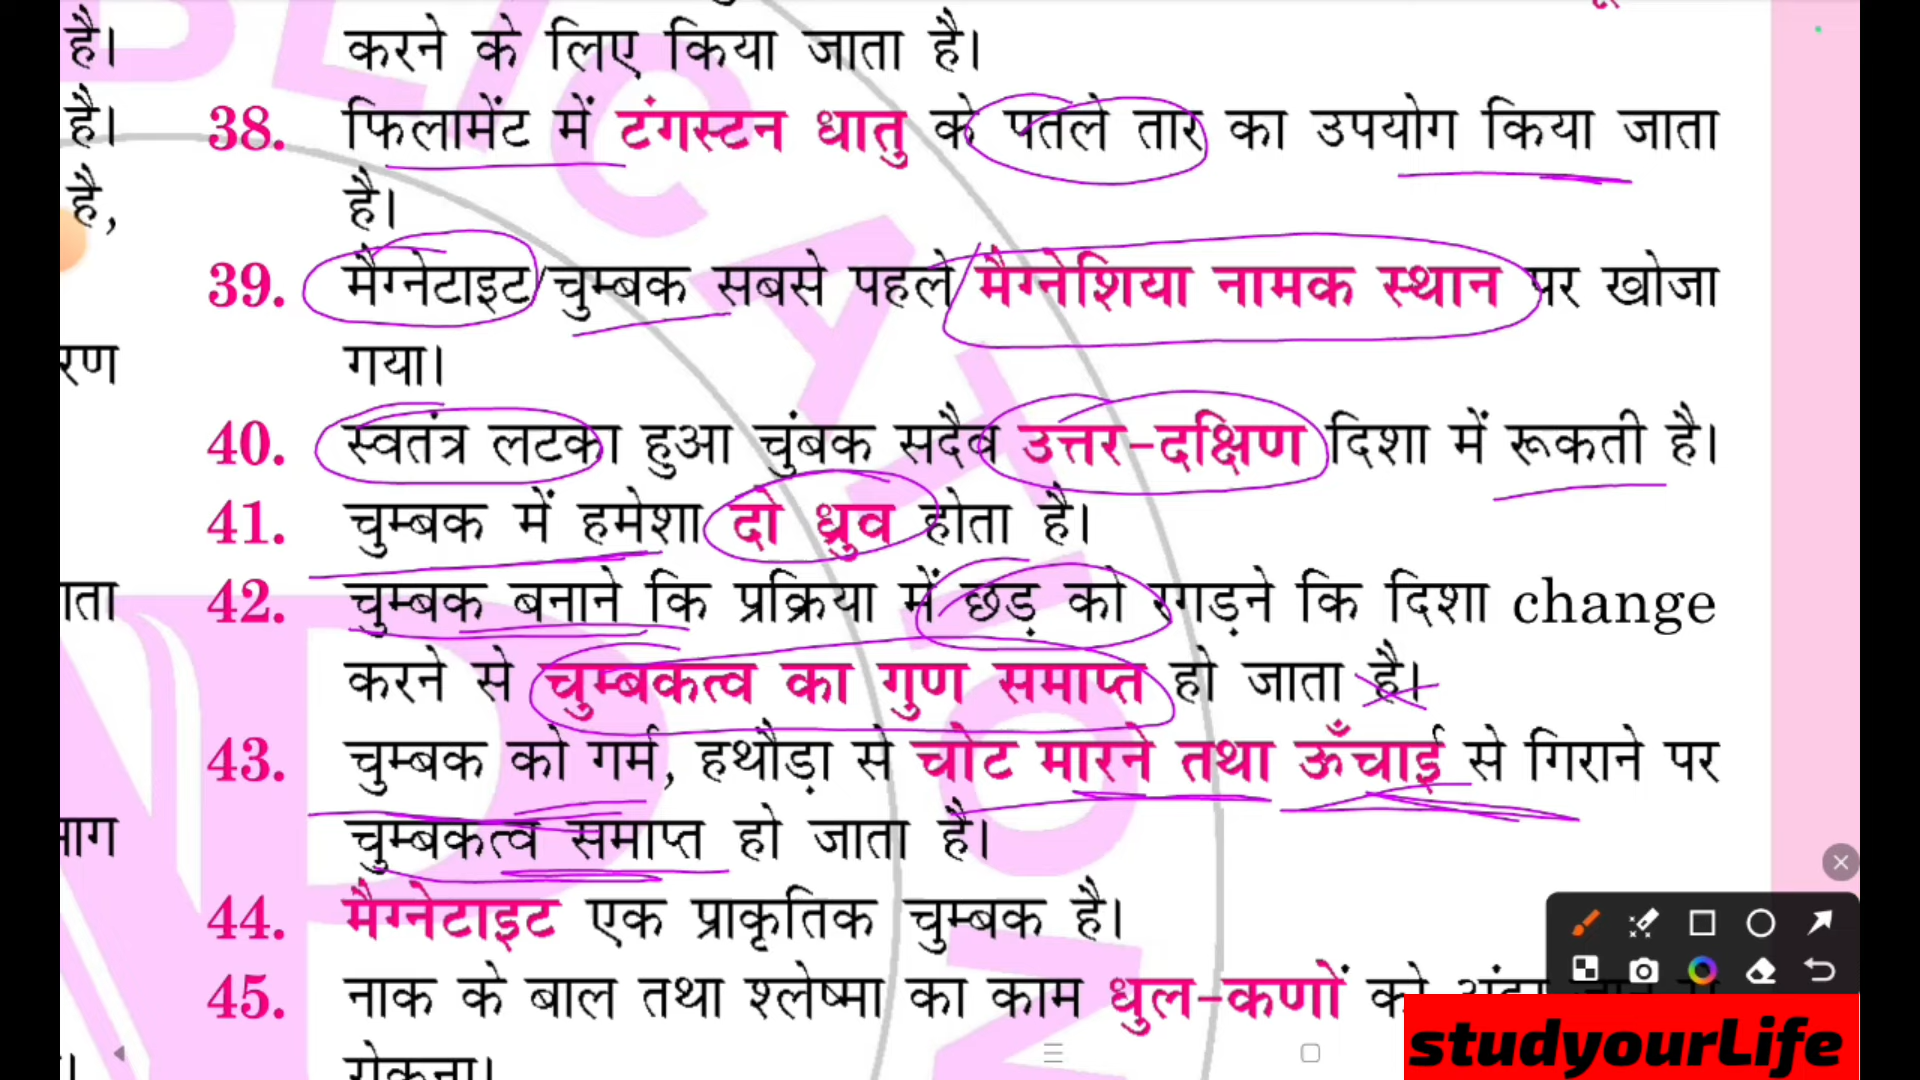 है।
करने के लिए किया जाता है।
है।
38. फिलामेंट में टंगस्टन धातु के पतले तार का उपयोग किया जाता
है,
है।
39. मैग्नेटाइट/चुम्बक सबसे पहले मैग्नेशिया नामक स्थान पर खोजा
रण
गया।
40. स्वतंत्र लटका हुआ चुंबक सदैव उत्तर-दक्षिण दिशा में रूकती है।
41. चुम्बक में हमेशा दो ध्रुव होता है।
42. चुम्बक बनाने कि प्रक्रिया में छड़ को रगड़ने कि दिशा change
करने से चुम्बकत्व का गुण समाप्त हो जाता है।
43. चुम्बक को गर्म, हथौड़ा से चोट मारने तथा ऊँचाई से गिराने पर
चुम्बकत्व समाप्त हो जाता है।
44. मैग्नेटाइट एक प्राकृतिक चुम्बक है।
45. नाक के बाल तथा श्लेष्मा का काम धुल-कणों को
studyourLife